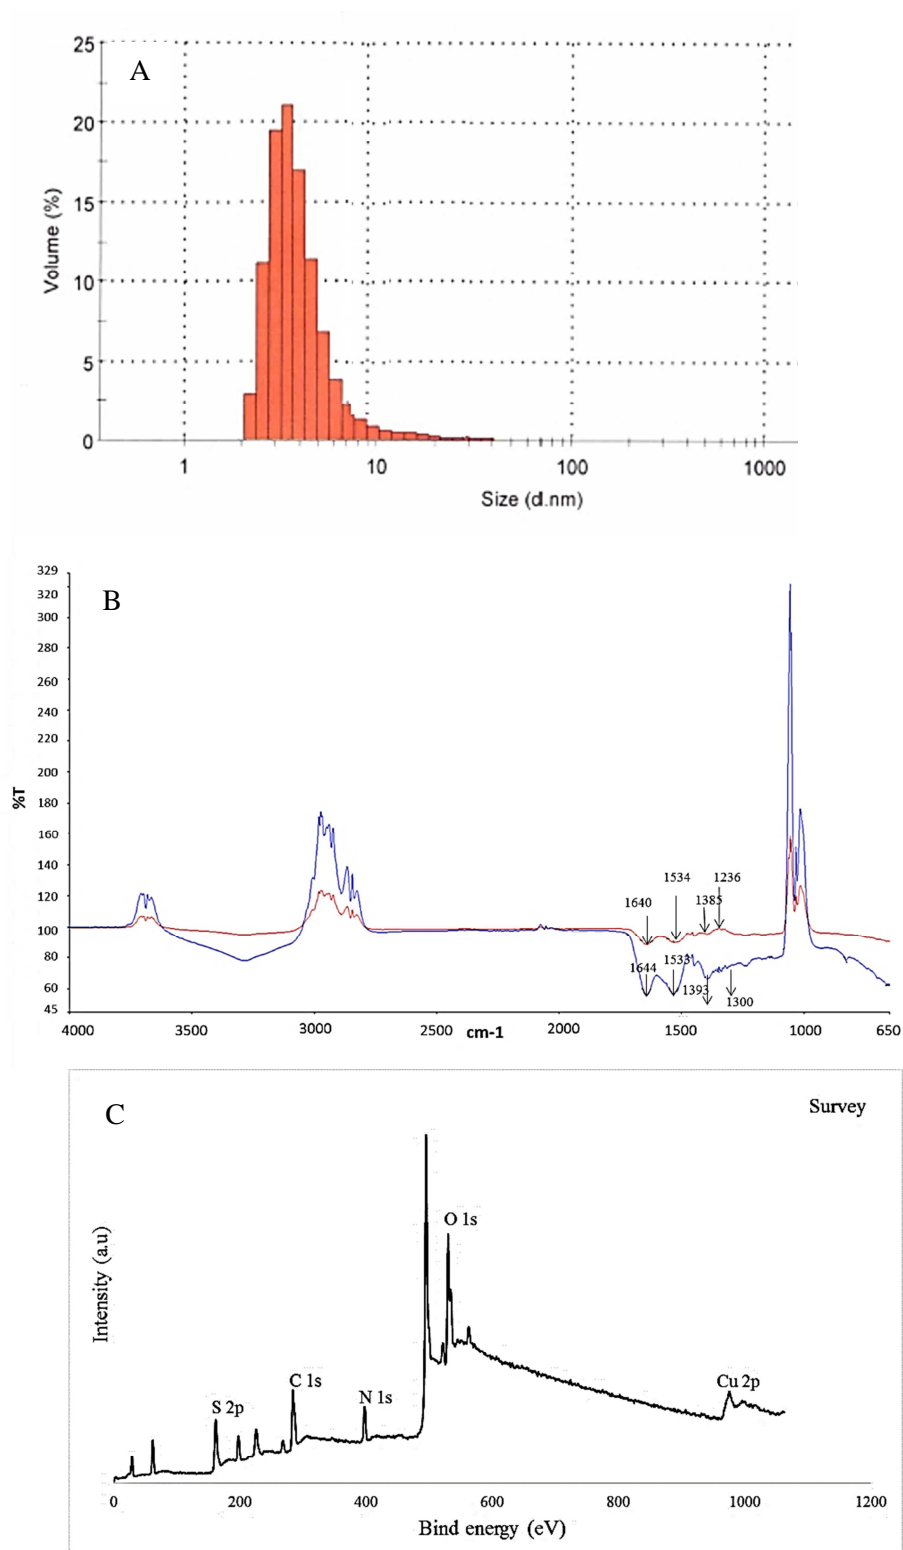 A
25
20
15
10
5
0
Volume (%)
1 10 100 1000
Size (d.nm)
B
329
320
300
280
260
240
220
200
180
160
140
120
100
80
60
45
%T
1640 1534 1385 1236
1644 1533 1393 1300
4000 3500 3000 2500 2000 1500 1000 650
cm-1
C
Survey
Intensity (a.u)
S 2p
C 1s
N 1s
O 1s
Cu 2p
0 200 400 600 800 1000 1200
Bind energy (eV)